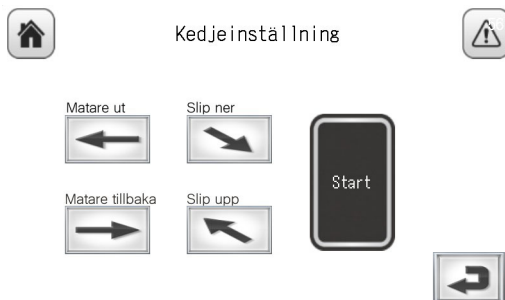 Kedjeinställning
Matare ut
Slip ner
Start
Matare tillbaka
Slip upp